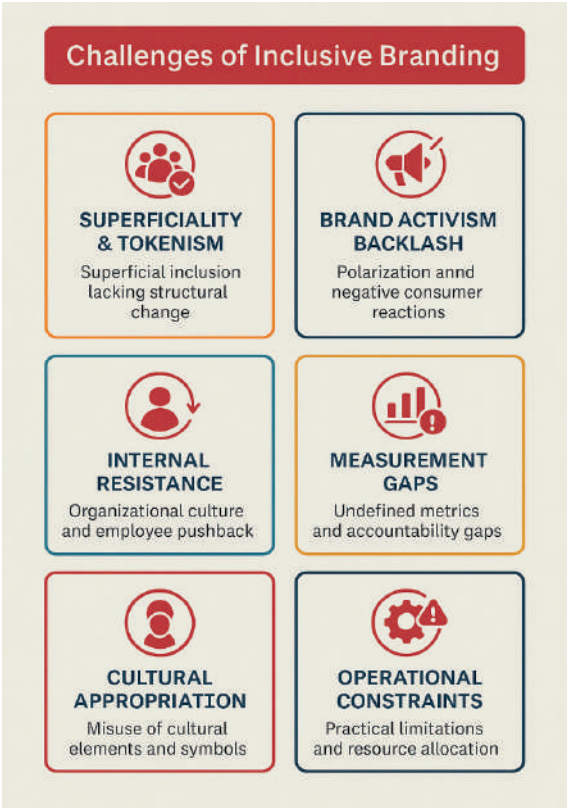 Challenges of Inclusive Branding
SUPERFICIALITY
& TOKENISM
Superficial inclusion
lacking structural
change
BRAND ACTIVISM
BACKLASH
Polarization annd
negative consumer
reactions
INTERNAL
RESISTANCE
Organizational culture
and employee pushback
MEASUREMENT
GAPS
Undefined metrics
and accountability gaps
CULTURAL
APPROPRIATION
Misuse of cultural
elements and symbols
OPERATIONAL
CONSTRAINTS
Practical limitations
and resource allocation